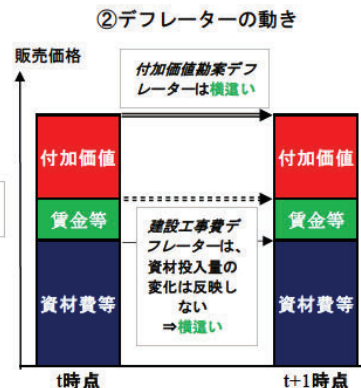 ②デフレーターの動き
販売価格
付加価値勘案デフ
レーターは横這い
付加価値
付加価値
賃金等
賃金等
建設工事費デ
フレーターは、
資材投入量の
変化は反映し
ない
⇒横這い
資材費等
資材費等
t時点
t+1時点